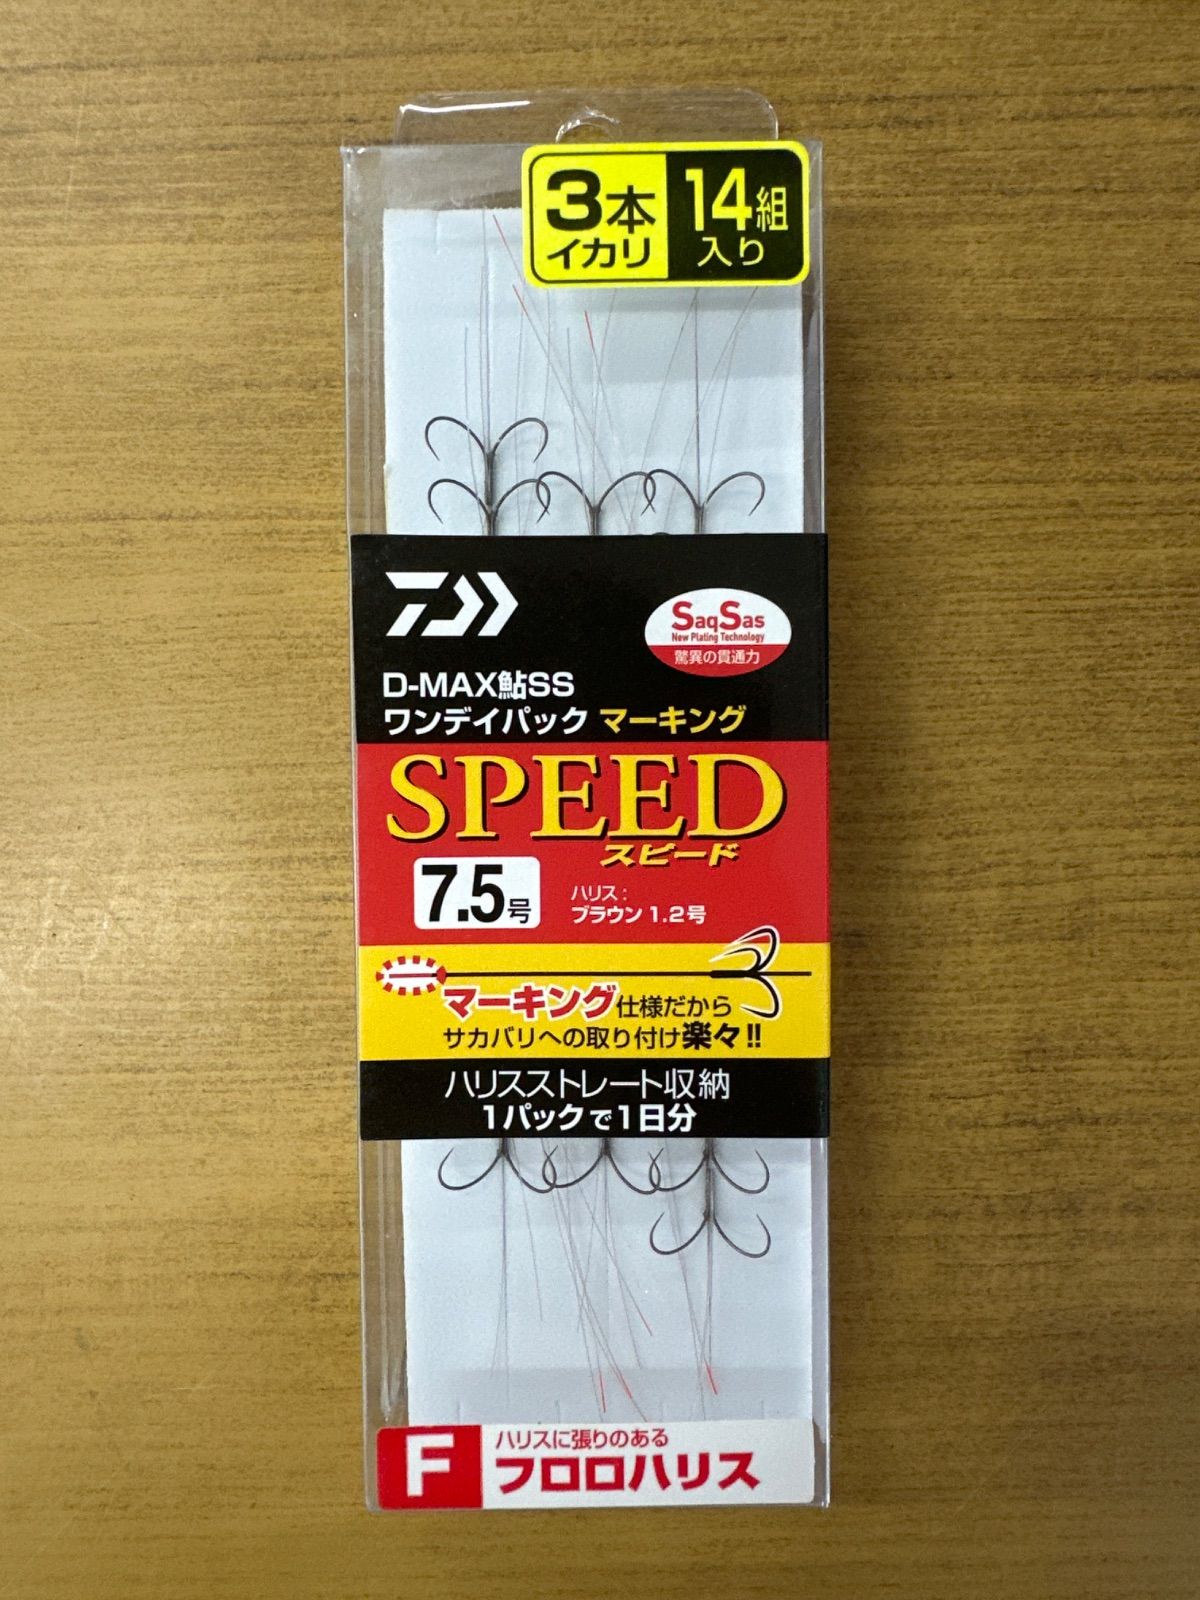 3本
イカリ
14組
入り
SaqSas
New Plating Technology
驚異の貫通力
D-MAX鮎SS
ワンデイパック マーキング
SPEED
スピード
7.5号
ハリス:
ブラウン 1.2号
マーキング仕様だから
サカバリへの取り付け楽々!!
ハリスストレート収納
1パックで1日分
F
ハリスに張りのある
フロロハリス